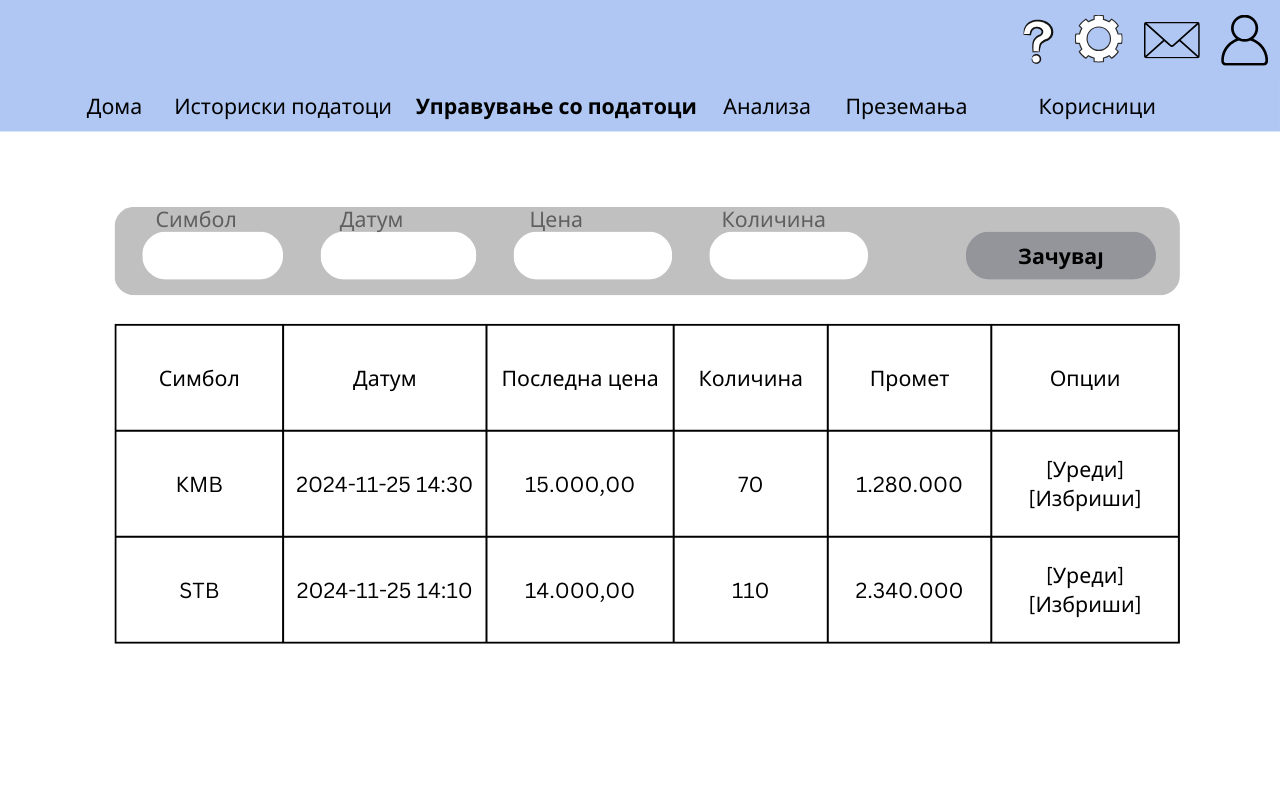 ?
Дома Историски податоци Управување со податоци Анализа Преземања Корисници
Симбол Датум Цена Количина
Зачувај
Симбол Датум Последна цена Количина Промет Опции
КМВ 2024-11-25 14:30 15.000,00 70 1.280.000 [Уреди]
[Избриши]
STB 2024-11-25 14:10 14.000,00 110 2.340.000 [Уреди]
[Избриши]